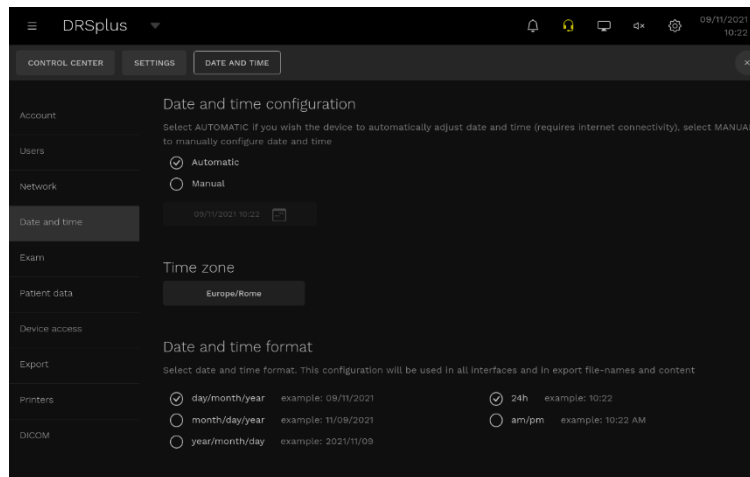 DRSplus
09/11/2021
10:22
CONTROL CENTER SETTINGS DATE AND TIME
Account
Users
Network
Date and time
Exam
Patient data
Device access
Export
Printers
DICOM
Date and time configuration
Select AUTOMATIC if you wish the device to automatically adjust date and time (requires internet connectivity), select MANUA
to manually configure date and time
Automatic
Manual
09/11/2021 10:22
Time zone
Europe/Rome
Date and time format
Select date and time format. This configuration will be used in all interfaces and in export file-names and content
day/month/year example: 09/11/2021 24h example: 10:22
month/day/year example: 11/09/2021 am/pm example: 10:22 AM
year/month/day example: 2021/11/09